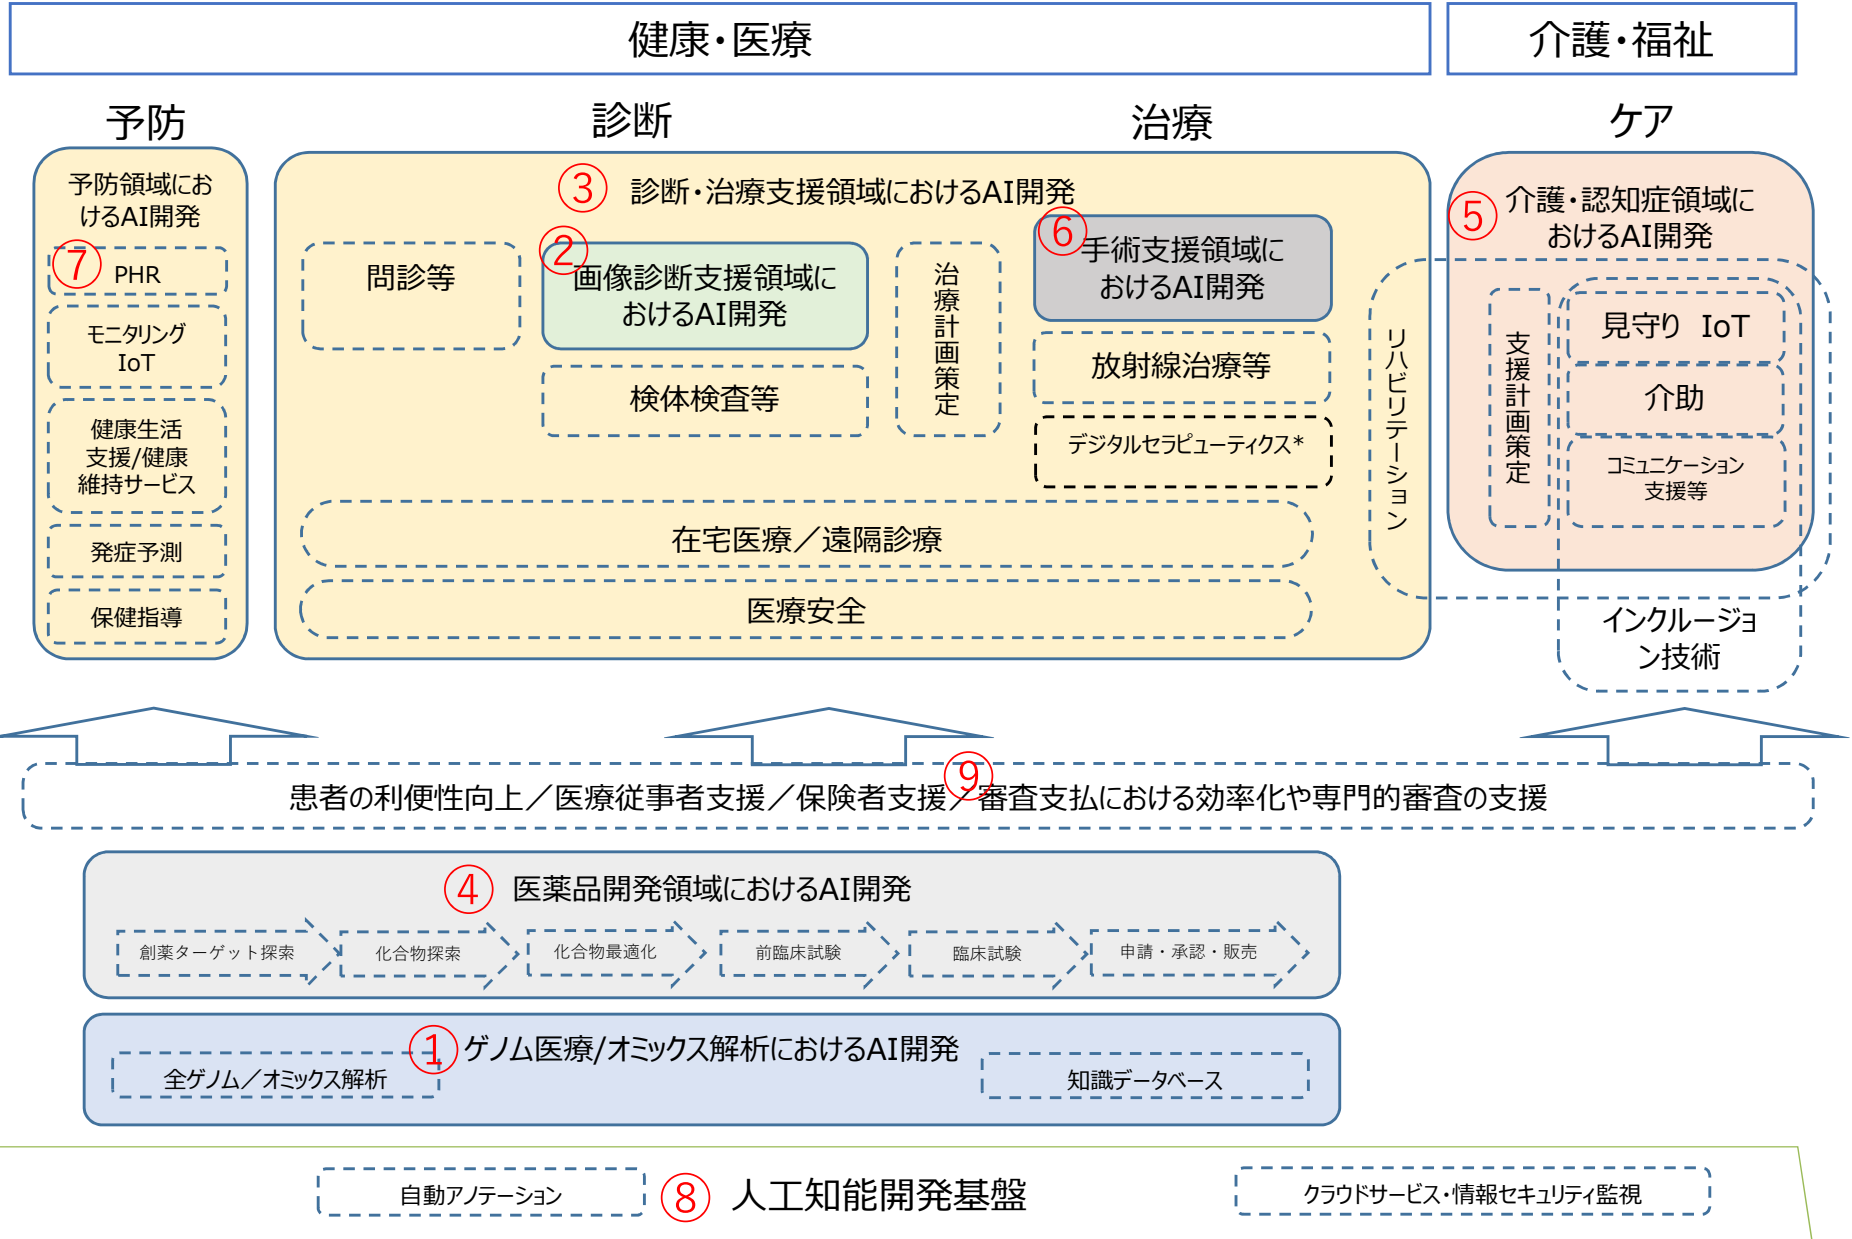 健康・医療
介護・福祉
予防
診断
治療
ケア
予防領域にお
けるAI開発
⑦
PHR
モニタリング
IoT
健康生活
支援/健康
維持サービス
発症予測
保健指導
③ 診断・治療支援領域におけるAI開発
問診等
②
画像診断支援領域に
おけるAI開発
検体検査等
治療計画策定
⑥
手術支援領域に
おけるAI開発
放射線治療等
デジタルセラピューティクス*
リハビリテーション
在宅医療／遠隔診療
医療安全
⑤
介護・認知症領域に
おけるAI開発
支援計画策定
見守り IoT
介助
コミュニケーション
支援等
インクルージョ
ン技術
⑨
患者の利便性向上／医療従事者支援／保険者支援／審査支払における効率化や専門的審査の支援
④ 医薬品開発領域におけるAI開発
創薬ターゲット探索
化合物探索
化合物最適化
前臨床試験
臨床試験
申請・承認・販売
① ゲノム医療/オミックス解析におけるAI開発
全ゲノム／オミックス解析
知識データベース
自動アノテーション
⑧ 人工知能開発基盤
クラウドサービス・情報セキュリティ監視